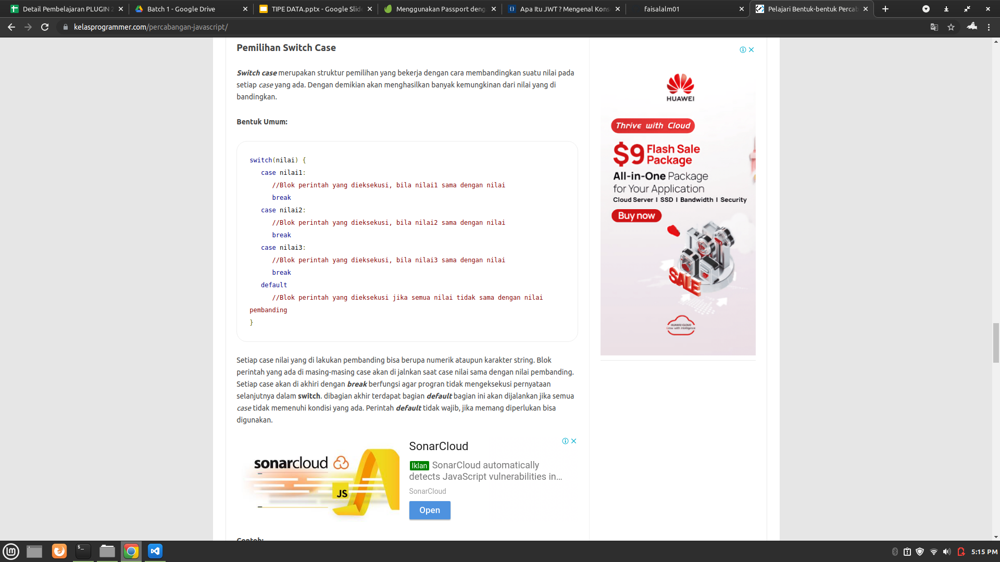 Detail Pembelajaran PLUGIN 2
Batch 1 - Google Drive
TIPE DATA.pptx - Google Slide
Menggunakan Passport deng
Apa Itu JWT ? Mengenal Kons
faisalalm01
Pelajari Bentuk-bentuk Percab
kelasprogrammer.com/percabangan-javascript/
Pemilihan Switch Case
Switch case merupakan struktur pemilihan yang bekerja dengan cara membandingkan suatu nilai pada
setiap case yang ada. Dengan demikian akan menghasilkan banyak kemungkinan dari nilai yang di
bandingkan.
Bentuk Umum:
switch(nilai) {
case nilai1:
//Blok perintah yang dieksekusi, bila nilai1 sama dengan nilai
break
case nilai2:
//Blok perintah yang dieksekusi, bila nilai2 sama dengan nilai
break
case nilai3:
//Blok perintah yang dieksekusi, bila nilai3 sama dengan nilai
break
default
//Blok perintah yang dieksekusi jika semua nilai tidak sama dengan nilai
pembanding
}
Setiap case nilai yang di lakukan pembanding bisa berupa numerik ataupun karakter string. Blok
perintah yang ada di masing-masing case akan di jalnkan saat case nilai sama dengan nilai pembanding.
Setiap case akan di akhiri dengan break berfungsi agar progran tidak mengeksekusi pernyataan
selanjutnya dalam switch. dibagian akhir terdapat bagian default bagian ini akan dijalankan jika semua
case tidak memenuhi kondisi yang ada. Perintah default tidak wajib, jika memang diperlukan bisa
digunakan.
sonarcloud
JS
SonarCloud
Iklan SonarCloud automatically
detects JavaScript vulnerabilities in...
SonarCloud
Open
Contoh:
HUAWEI
Thrive with Cloud
$9 Flash Sale
Package
All-in-One Package
for Your Application
Cloud Server I SSD I Bandwidth I Security
Buy now
SALE
HUAWEI CLOUD
Grow with Intelligence
5:15 PM